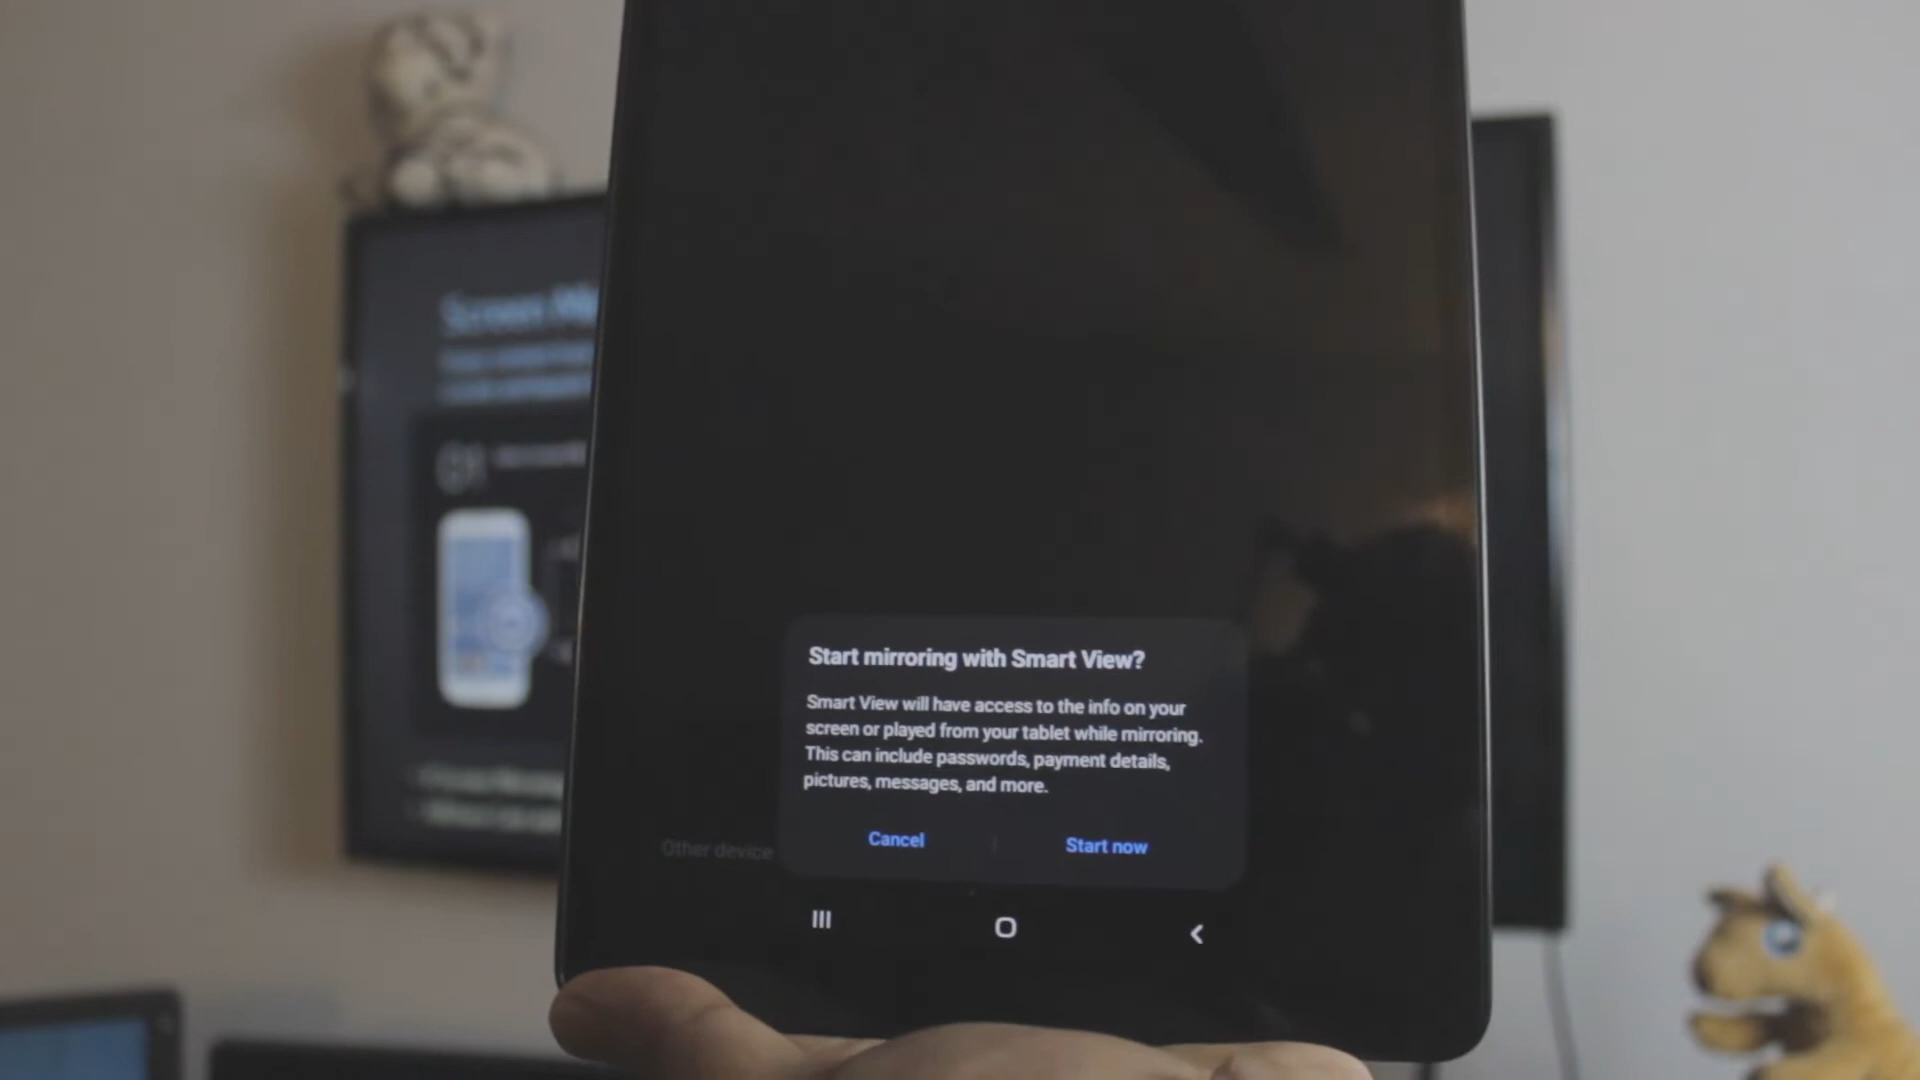 Screen
01
Start mirroring with Smart View?
Smart View will have access to the info on your
screen or played from your tablet while mirroring.
This can include passwords, payment details,
pictures, messages, and more.
Cancel
Start now
Other device